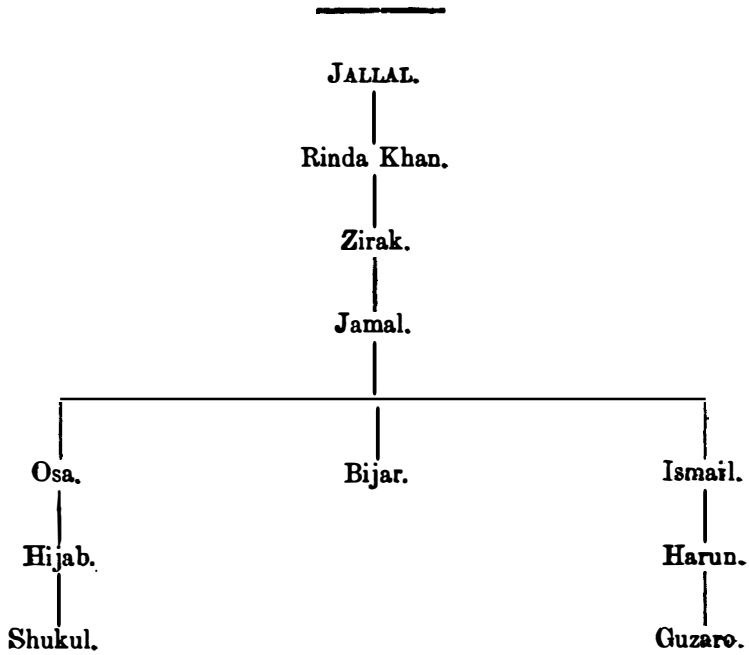 JALLAL.
Rinda Khan.
Zirak.
Jamal.
Osa. Bijar. Ismail.
Hijab. Harun.
Shukul. Guzaro.